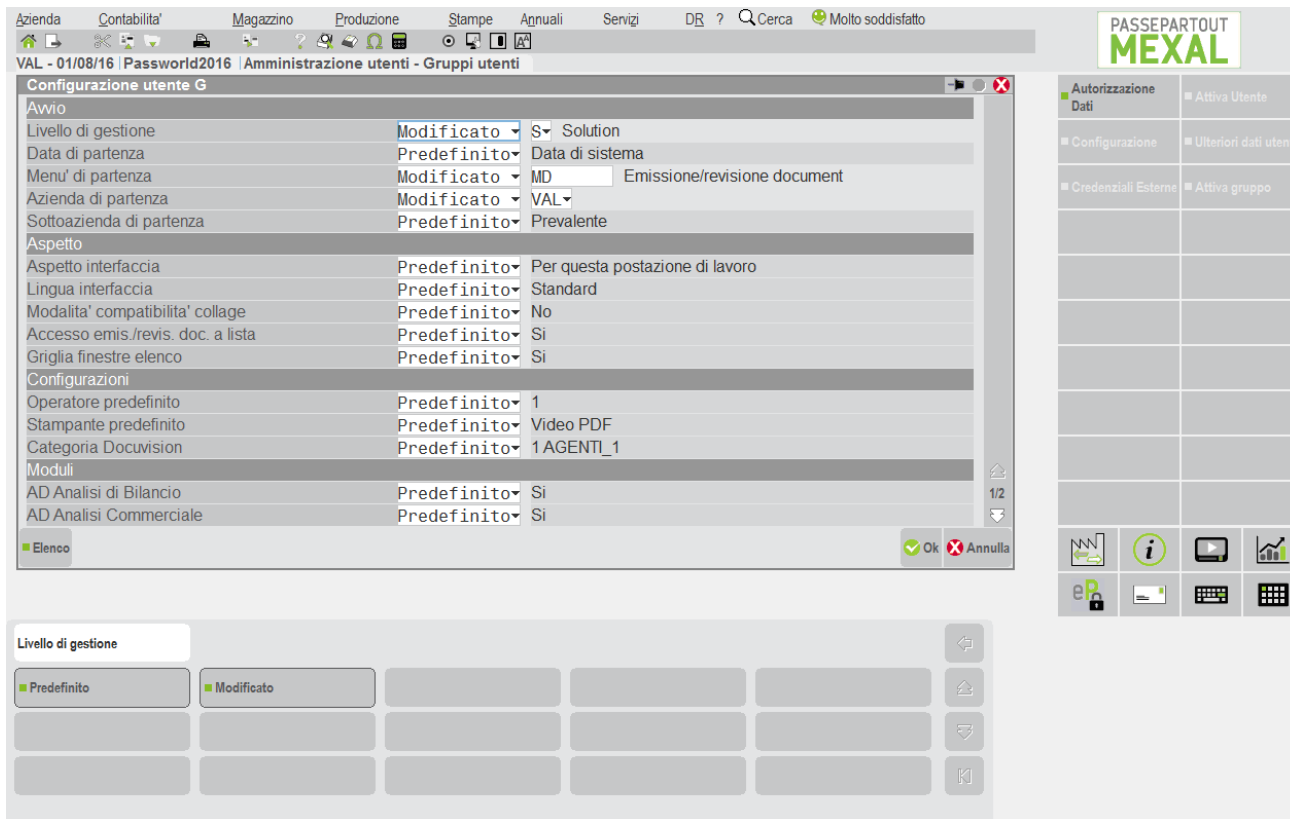 Azienda Contabilita' Magazzino Produzione Stampe Annuali Servizi DR ? Cerca Molto soddisfatto
PASSEPARTOUT
MEXAL
VAL - 01/08/16 | Passworld2016 | Amministrazione utenti - Gruppi utenti
Configurazione utente G
Avvio
Livello di gestione Modificato S Solution
Data di partenza Predefinito Data di sistema
Menu' di partenza Modificato MD Emissione/revisione document
Azienda di partenza Modificato VAL
Sottoazienda di partenza Predefinito Prevalente
Aspetto
Aspetto interfaccia Predefinito Per questa postazione di lavoro
Lingua interfaccia Predefinito Standard
Modalita' compatibilita' collage Predefinito No
Accesso emis./revis. doc. a lista Predefinito Si
Griglia finestre elenco Predefinito Si
Configurazioni
Operatore predefinito Predefinito 1
Stampante predefinito Predefinito Video PDF
Categoria Docuvision Predefinito 1 AGENTI_1
Moduli
AD Analisi di Bilancio Predefinito Si
1/2
AD Analisi Commerciale Predefinito Si
Elenco Ok Annulla
Autorizzazione Dati
Attiva Utente
Configurazione
Ulteriori dati uten
Credenziali Esterne
Attiva gruppo
Livello di gestione
Predefinito Modificato